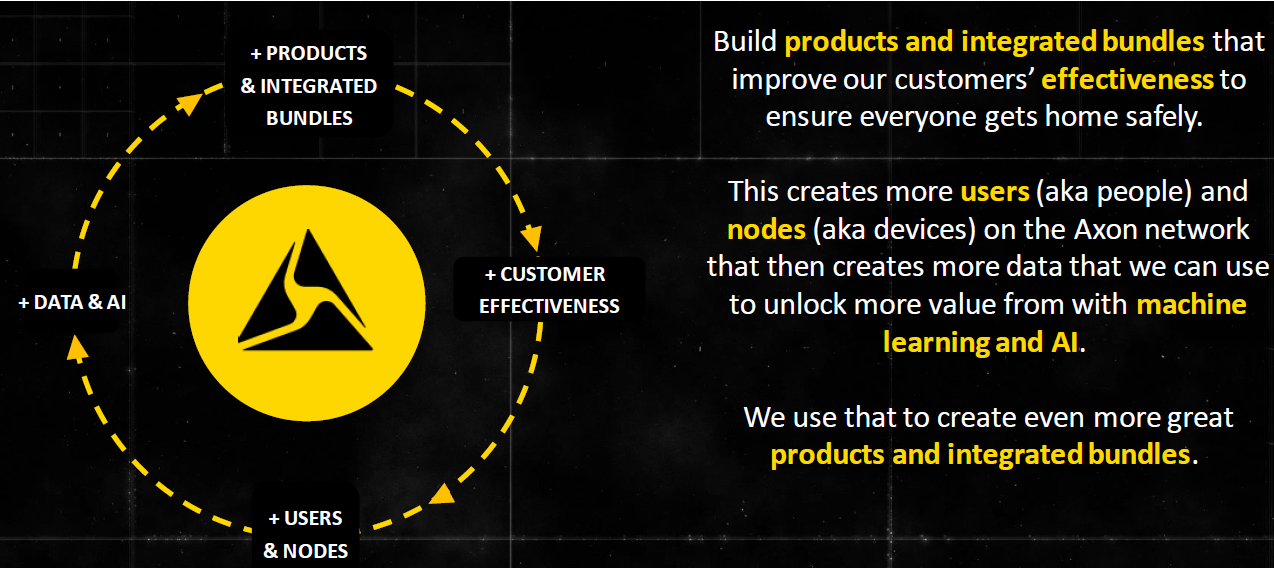 + PRODUCTS
& INTEGRATED
BUNDLES
+ CUSTOMER
EFFECTIVENESS
+ USERS
& NODES
+ DATA & AI
Build products and integrated bundles that
improve our customers’ effectiveness to
ensure everyone gets home safely.
This creates more users (aka people) and
nodes (aka devices) on the Axon network
that then creates more data that we can use
to unlock more value from with machine
learning and AI.
We use that to create even more great
products and integrated bundles.